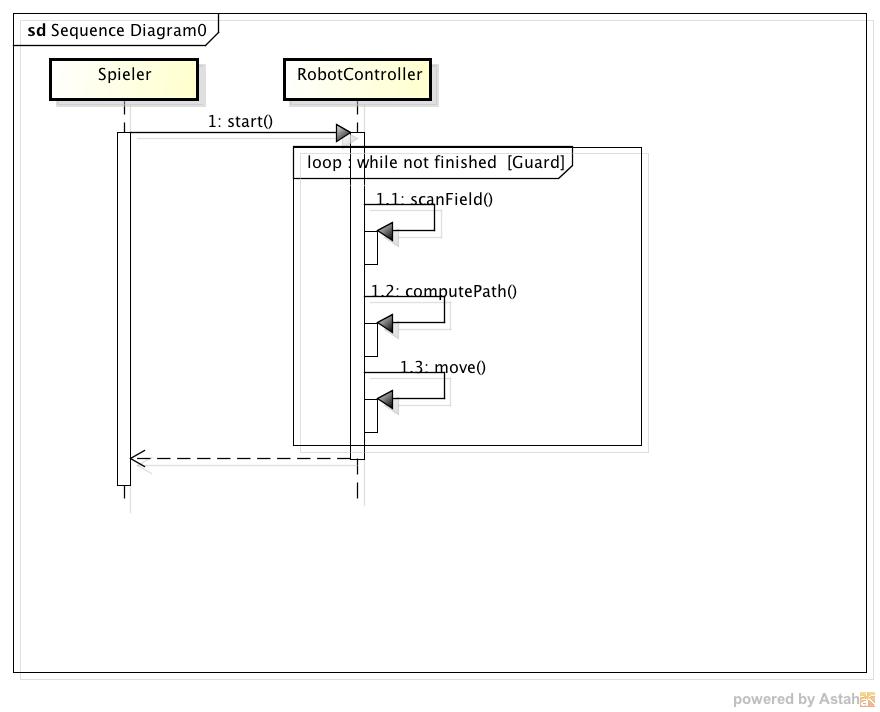 sd Sequence Diagram0
Spieler
RobotController
1: start()
loop : while not finished [Guard]
1.1: scanField()
1.2: computePath()
1.3: move()
powered by Astah